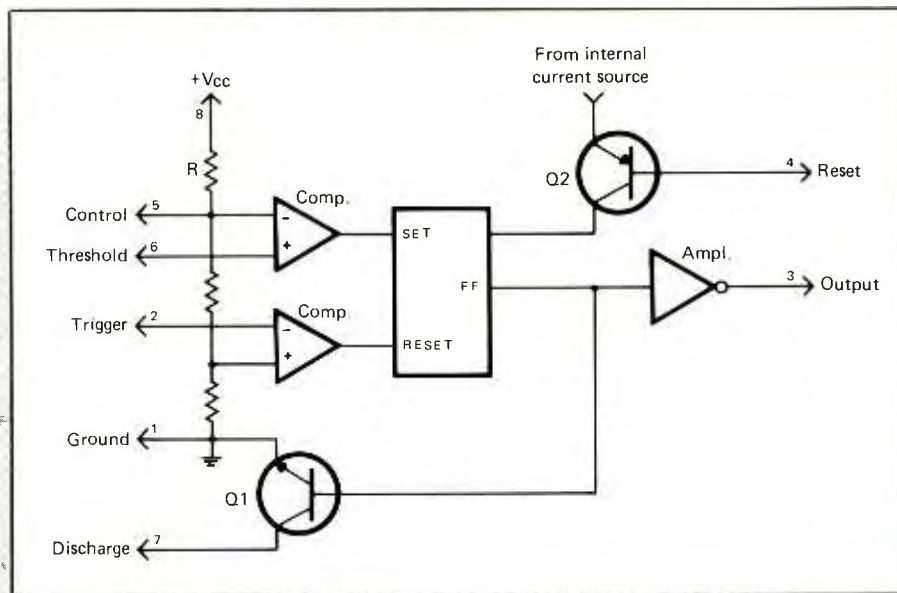 From internal
current source
+Vcc
8
R
Q2
4
Reset
Control
5
Comp.
-
+
SET
Threshold
6
Ampl.
FF
3
Output
Trigger
2
Comp.
-
+
RESET
Ground
1
Q1
Discharge
7